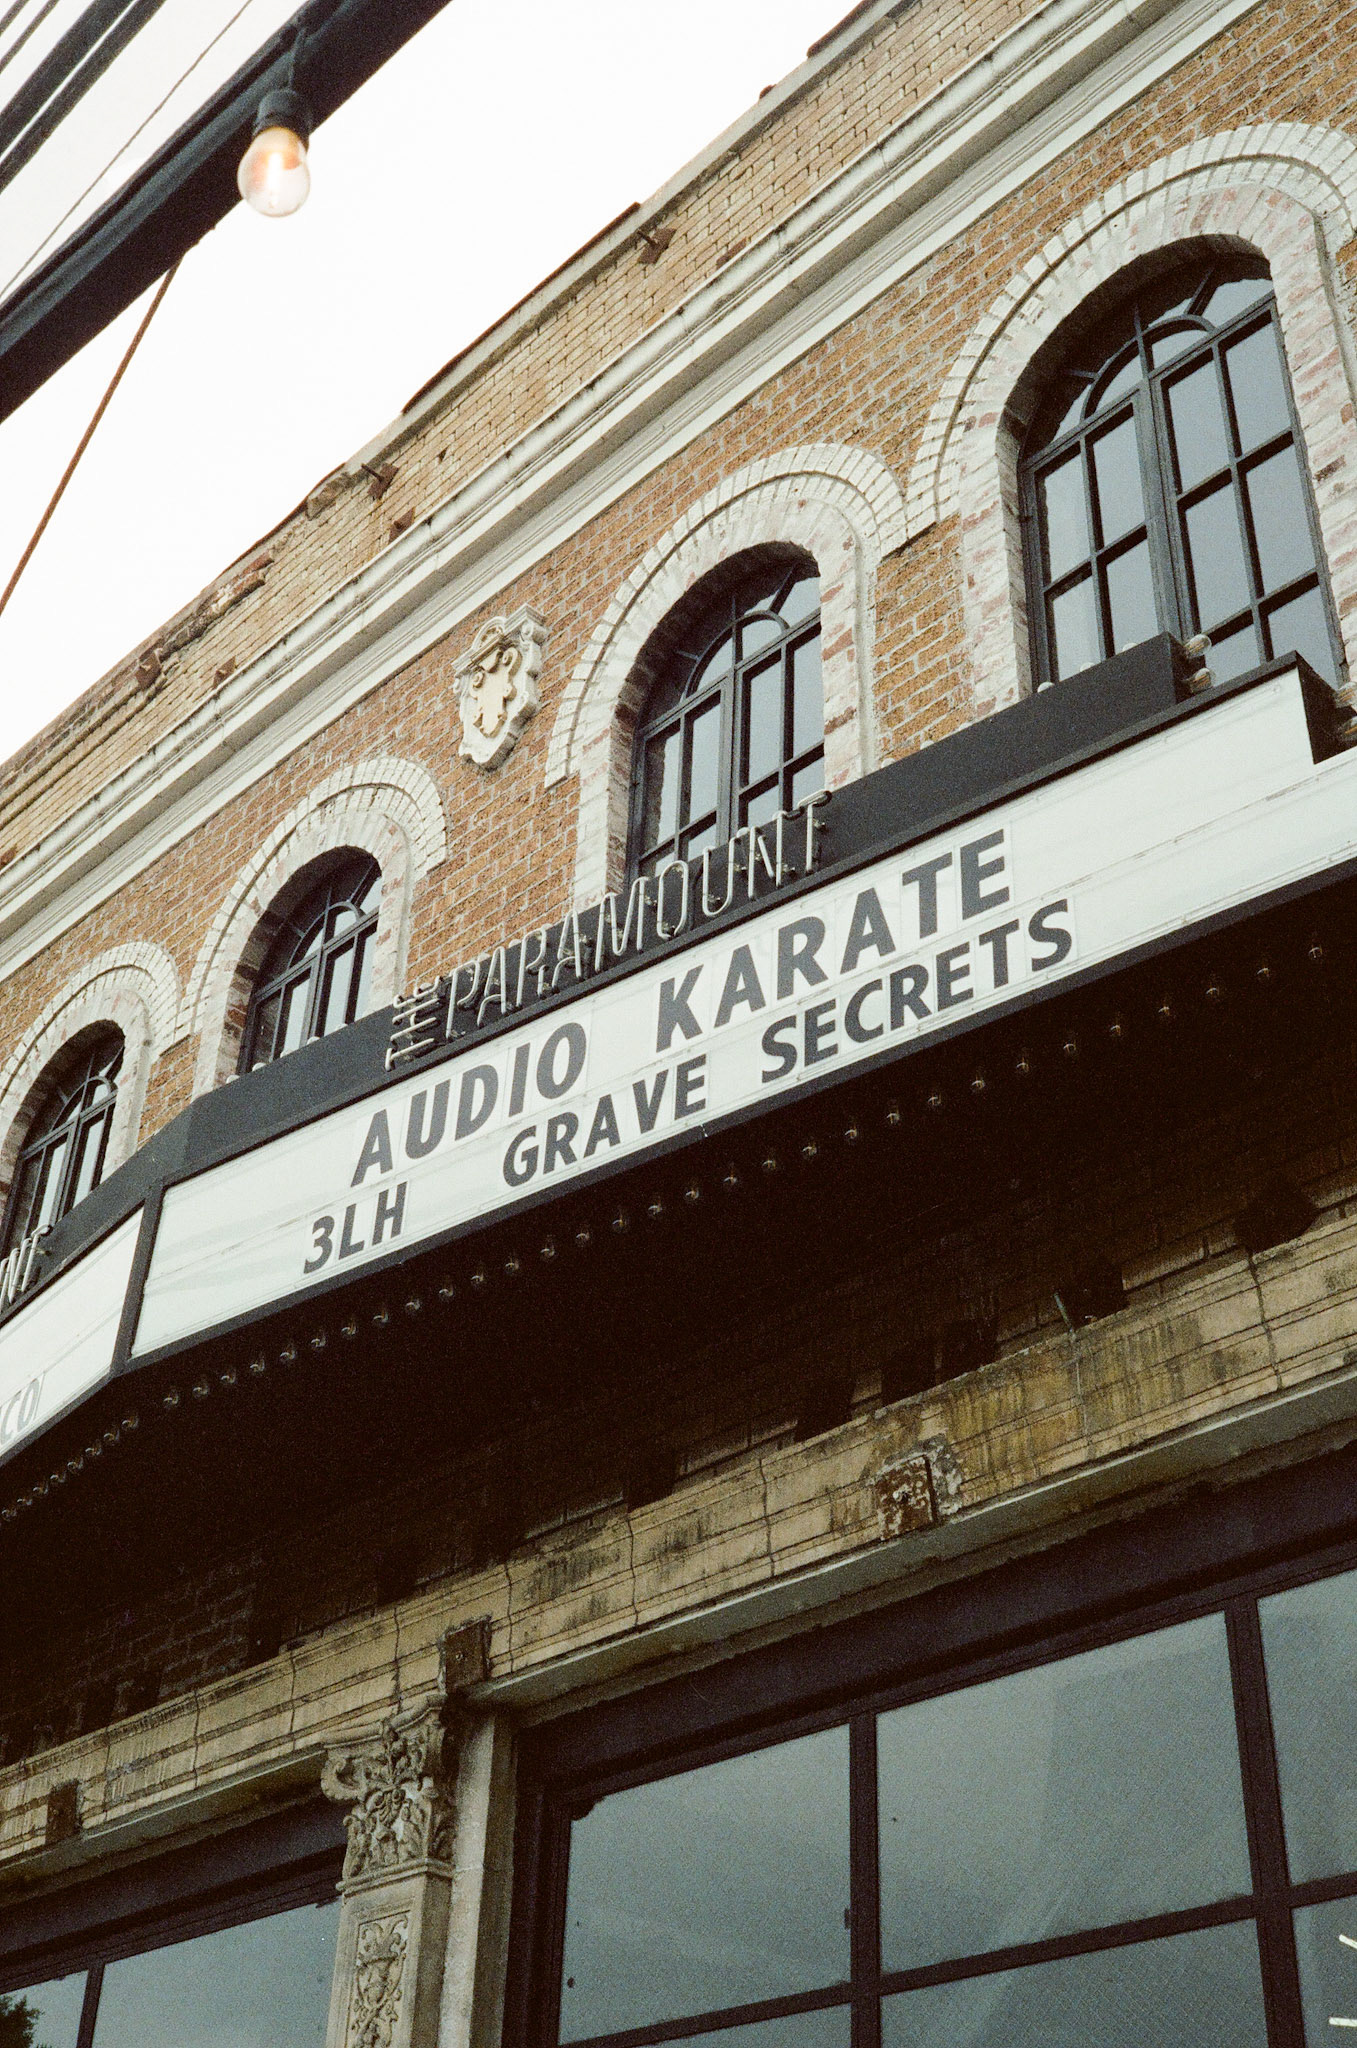 THE PARAMOUNT
AUDIO KARATE
3LH GRAVE SECRETS